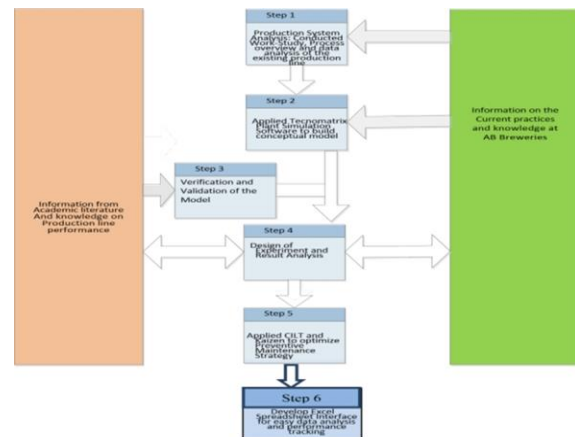 Step 1
Production System
Analysis: Conducted
Work-Study, Process
overview and data
analysis of the
existing production
line
Step 2
Applied Tecnomatrix
Plant Simulation
Software to build
conceptual model
Step 3
Verification and
Validation of the
Model
Information from
Academic literature
And knowledge on
Production line
performance
Information on the
Current practices
and knowledge at
AB Breweries
Step 4
Design of
Experiment and
Result Analysis
Step 5
Applied CILT and
Kaizen to optimize
Preventive
Maintenance
Strategy
Step 6
Develop Excel
Spreadsheet Interface
for easy data analysis
and performance
tracking